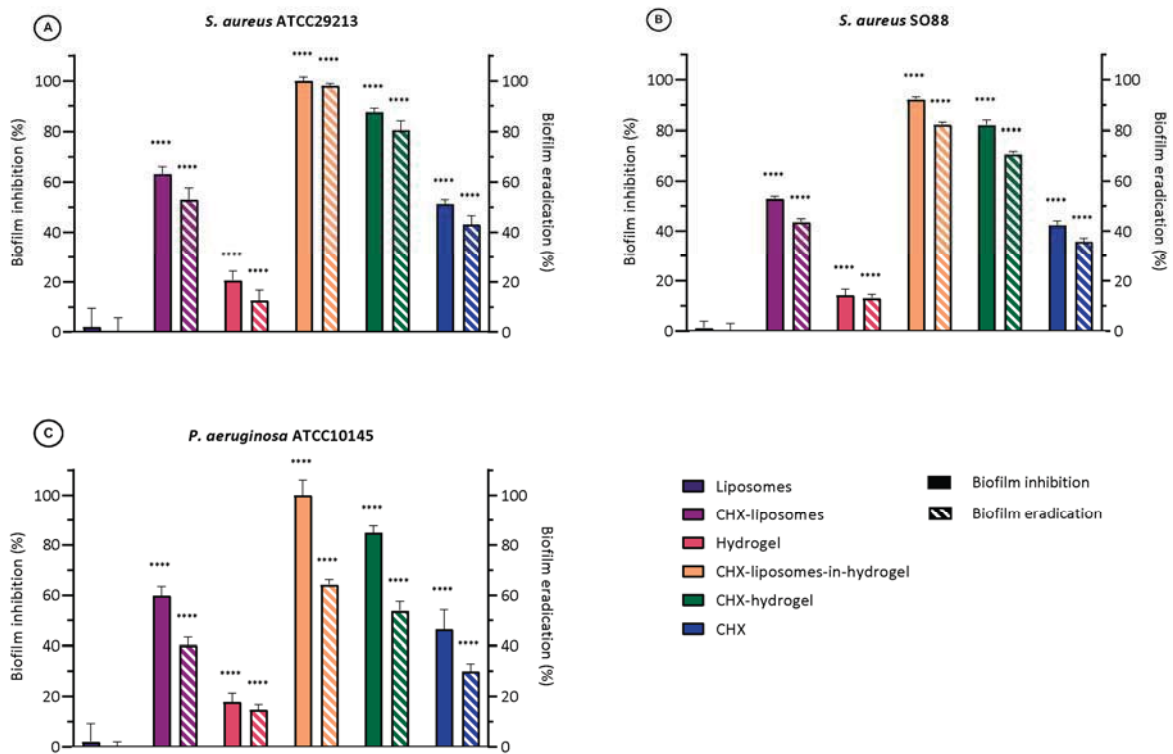 A
S. aureus ATCC29213
Biofilm inhibition (%)
100
80
60
40
20
0
**** **** **** **** **** **** **** **** **** ****
100
80
60
40
20
0
Biofilm eradication (%)
B
S. aureus SO88
Biofilm inhibition (%)
100
80
60
40
20
0
**** **** **** **** **** **** **** **** **** ****
100
80
60
40
20
0
Biofilm eradication (%)
C
P. aeruginosa ATCC10145
Biofilm inhibition (%)
100
80
60
40
20
0
**** **** **** **** **** **** **** **** **** ****
100
80
60
40
20
0
Biofilm eradication (%)
Liposomes
CHX-liposomes
Hydrogel
CHX-liposomes-in-hydrogel
CHX-hydrogel
CHX
Biofilm inhibition
Biofilm eradication